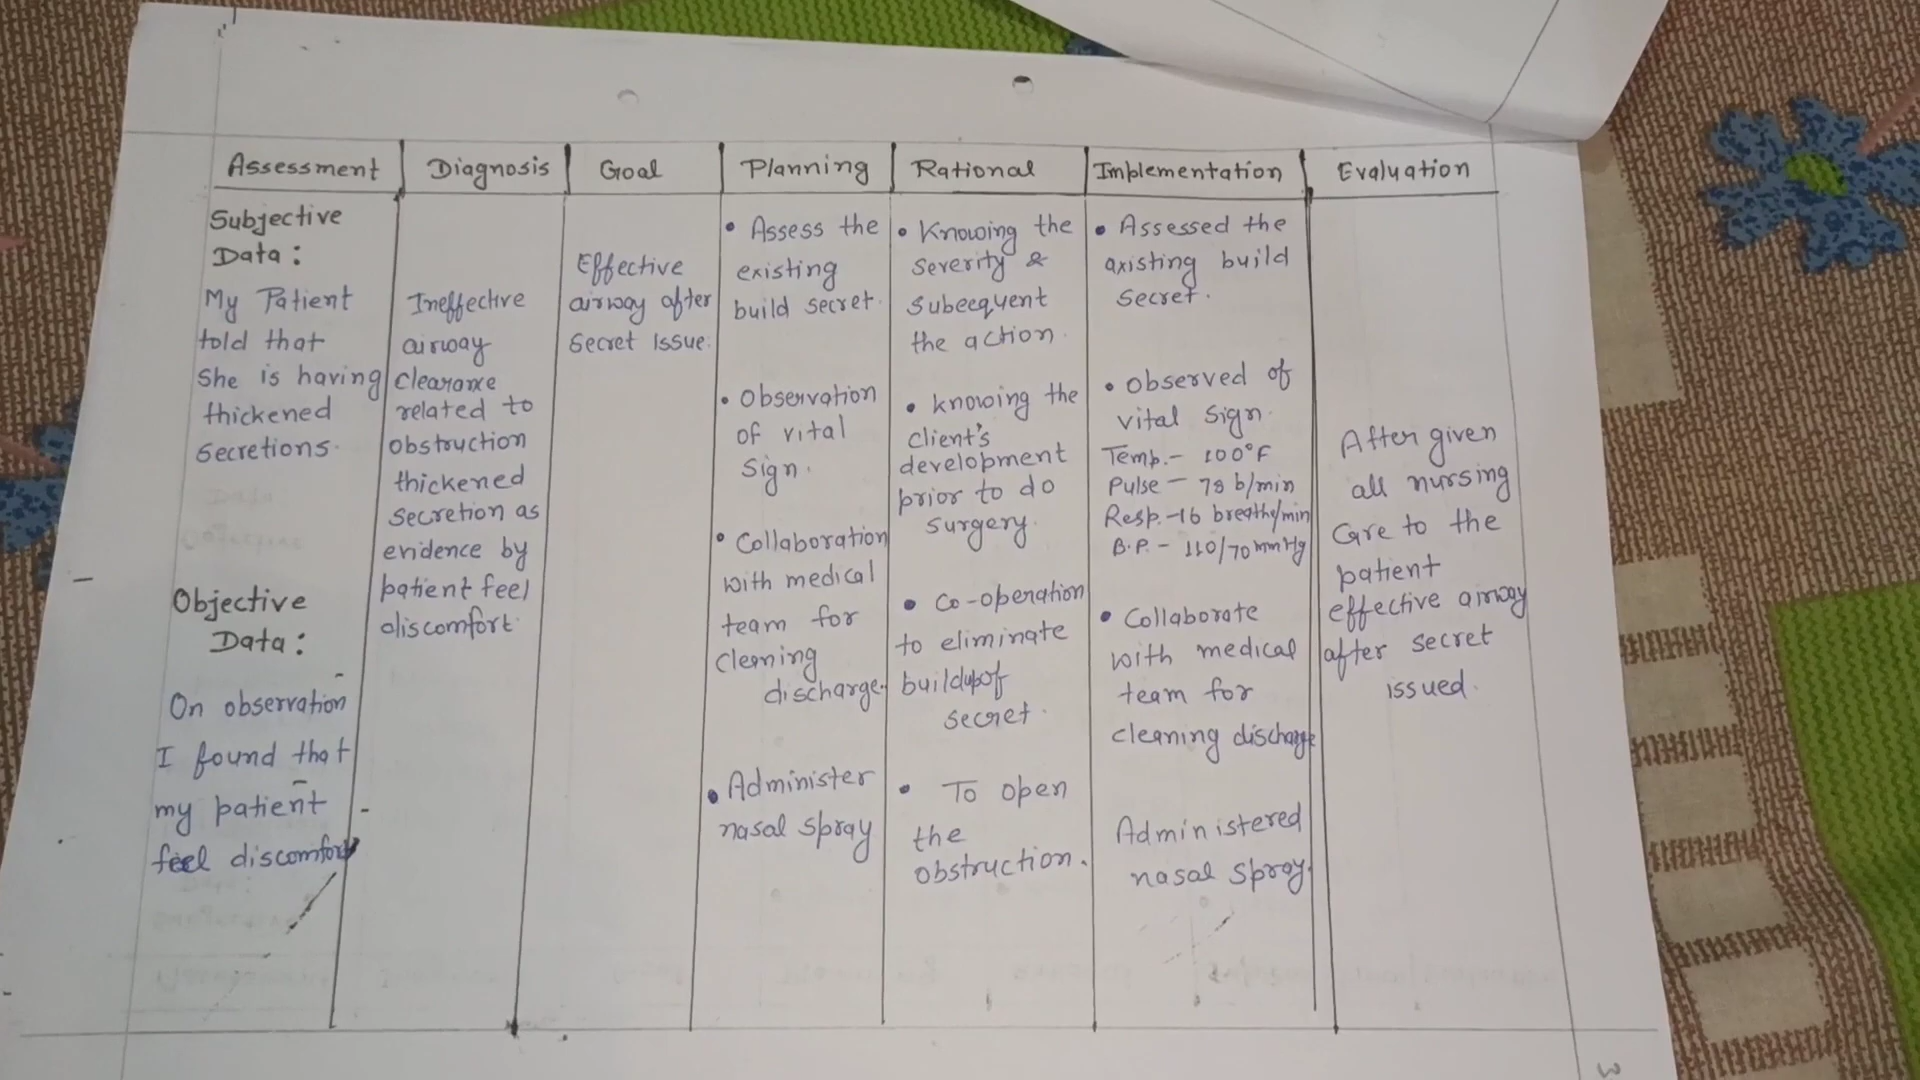 Assessment
Diagnosis
Goal
Planning
Rational
Implementation
Evaluation
Subjective
Data:
My Patient
told that
She is having
thickened
Secretions.
Objective
Data:
On observation
I found that
my patient
feel discomfort
Ineffective
airway
Clearance
related to
obstruction
thickened
Secretion as
evidence by
patient feel
discomfort.
Effective
airway after
Secret Issue.
• Assess the
existing
build secret.
• Observation
of vital
Sign.
• Collaboration
with medical
team for
Clerning
discharge.
• Administer
nasal spray
• Knowing the
Severity &
Subeequent
the action.
• Knowing the
Client's
development
prior to do
surgery.
• Co-operation
to eliminate
buildup of
secret.
• To open
the
obstruction.
• Assessed the
axisting build
Secret.
• Observed of
vital Sign.
Temp.- 100°F
Pulse - 78 b/min
Resp.-16 breathe/min
B.P. - 110/70 mmHg
• Collaborate
with medical
team for
clerning discharge
Administered
nasal spray.
After given
all nursing
Care to the
patient
effective airway
after secret
issued.